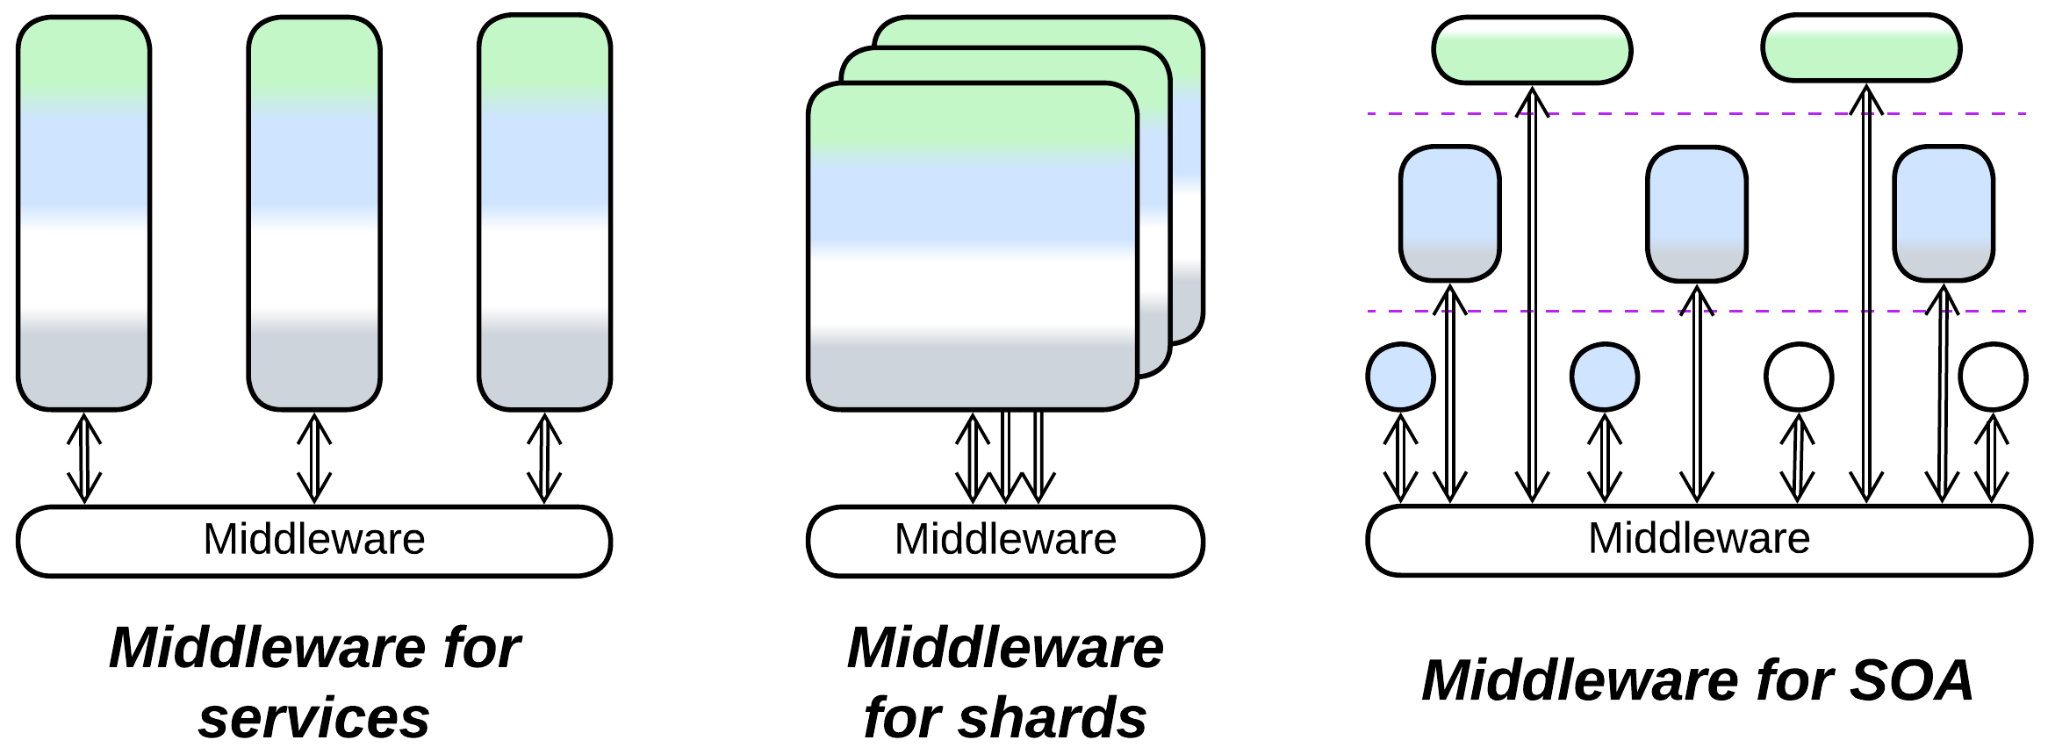 Middleware
Middleware for
services
Middleware
Middleware
for shards
Middleware
Middleware for SOA